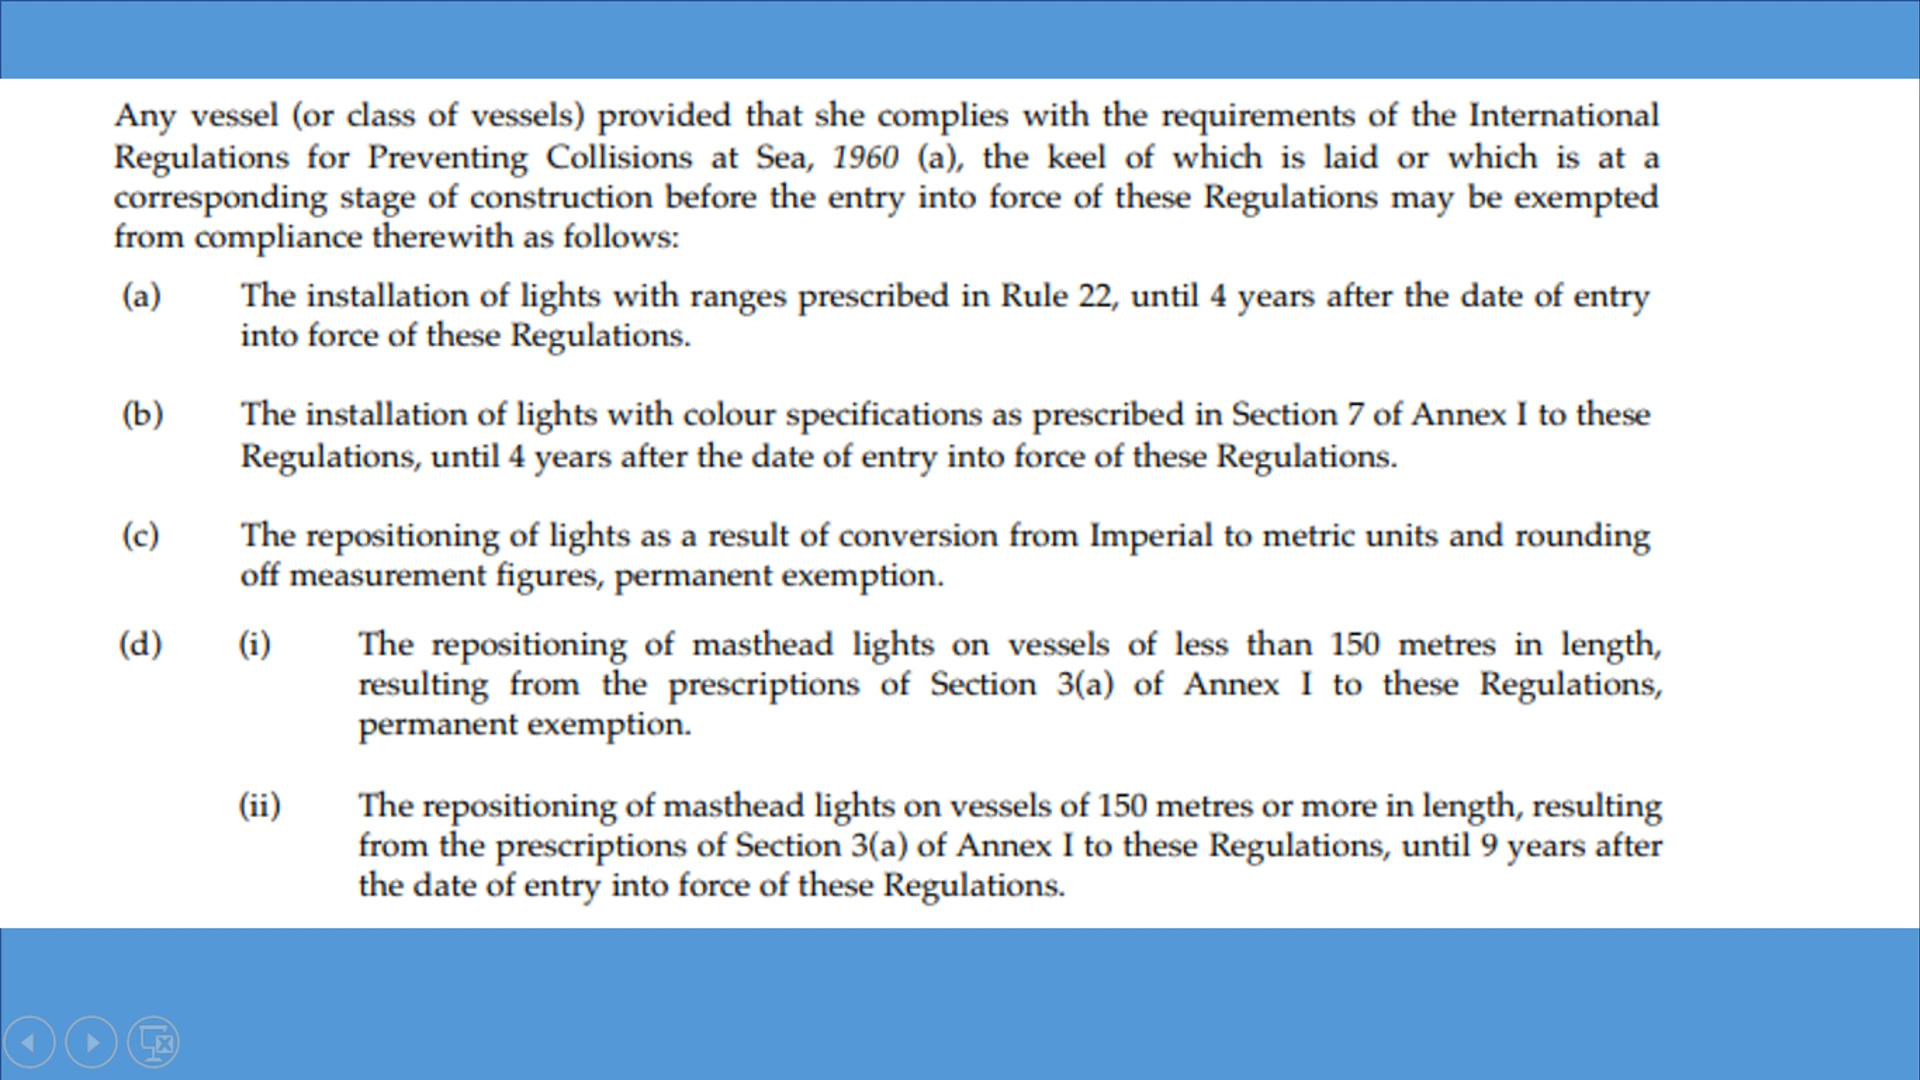 Any vessel (or class of vessels) provided that she complies with the requirements of the International
Regulations for Preventing Collisions at Sea, 1960 (a), the keel of which is laid or which is at a
corresponding stage of construction before the entry into force of these Regulations may be exempted
from compliance therewith as follows:
(a) The installation of lights with ranges prescribed in Rule 22, until 4 years after the date of entry
into force of these Regulations.
(b) The installation of lights with colour specifications as prescribed in Section 7 of Annex I to these
Regulations, until 4 years after the date of entry into force of these Regulations.
(c) The repositioning of lights as a result of conversion from Imperial to metric units and rounding
off measurement figures, permanent exemption.
(d) (i) The repositioning of masthead lights on vessels of less than 150 metres in length,
resulting from the prescriptions of Section 3(a) of Annex I to these Regulations,
permanent exemption.
(ii) The repositioning of masthead lights on vessels of 150 metres or more in length, resulting
from the prescriptions of Section 3(a) of Annex I to these Regulations, until 9 years after
the date of entry into force of these Regulations.